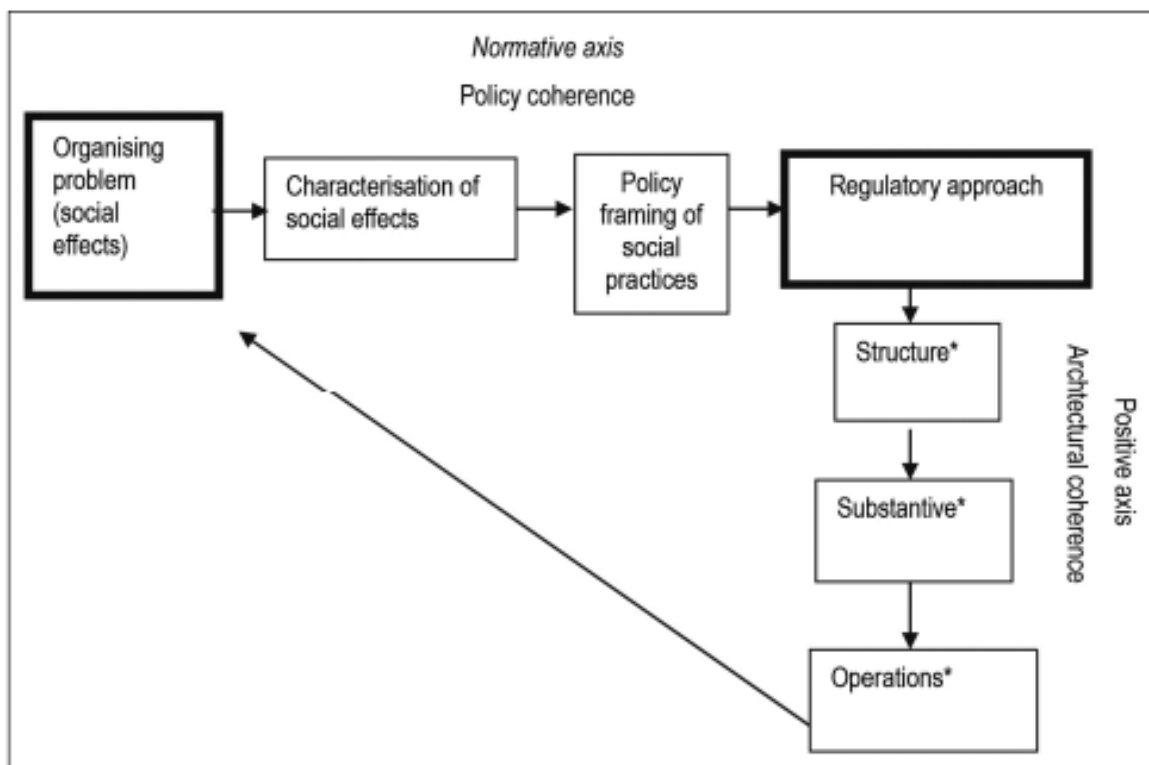 Normative axis
Policy coherence
Organising
problem
(social
effects)
Characterisation of
social effects
Policy
framing of
social
practices
Regulatory approach
Structure*
Substantive*
Operations*
Positive axis
Archtectural coherence